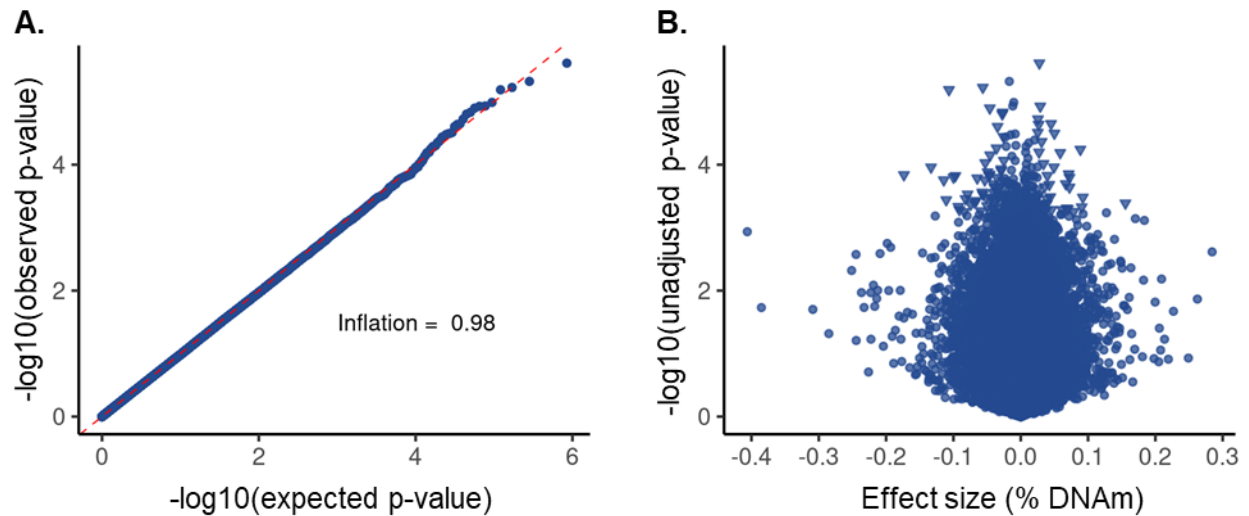 A.
-log10(observed p-value)
4
2
0
Inflation = 0.98
0 2 4 6
-log10(expected p-value)
B.
-log10(unadjusted p-value)
4
2
0
-0.4 -0.3 -0.2 -0.1 0.0 0.1 0.2 0.3
Effect size (% DNAm)